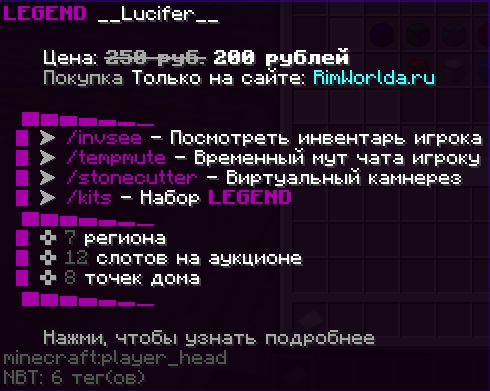 LEGEND __Lucifer__
Цена: 250 руб. 200 рублей
Покупка Только на сайте: RimWorlda.ru
➤ /invsee – Посмотреть инвентарь игрока
➤ /tempmute – Временный мут чата игроку
➤ /stonecutter – Виртуальный камнерез
➤ /kits – Набор LEGEND
7 региона
12 слотов на аукционе
8 точек дома
Нажми, чтобы узнать подробнее
minecraft:player_head
NBT: 6 тег(ов)